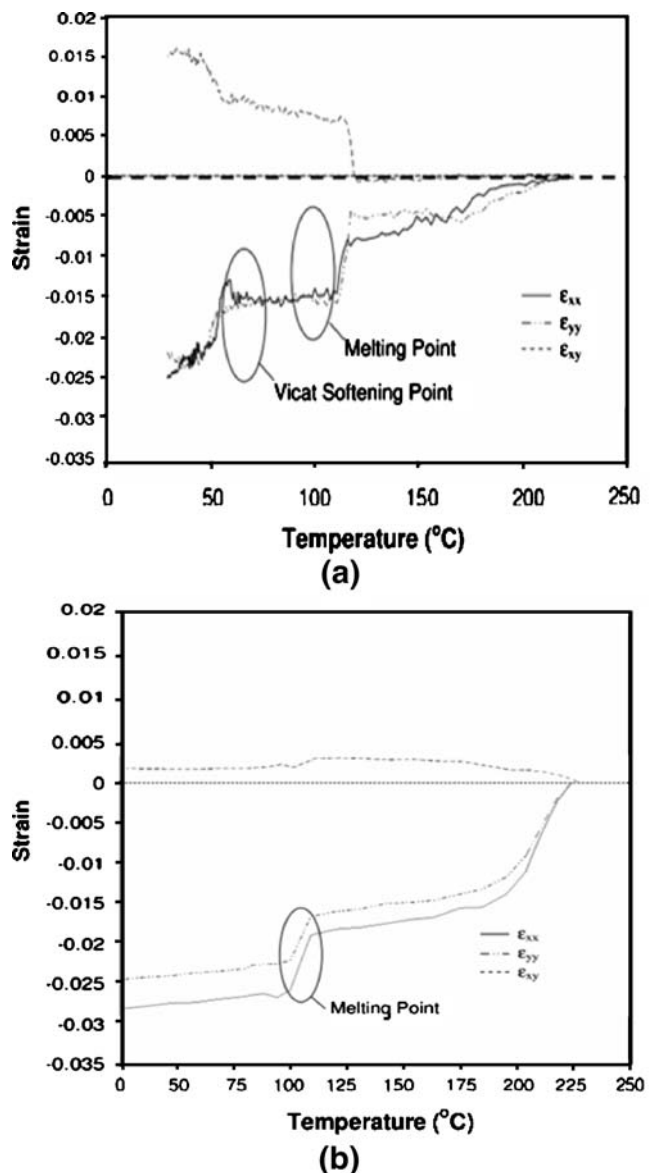 0.02
0.015
0.01
0.005
0
-0.005
-0.01
-0.015
-0.02
-0.025
-0.03
-0.035
Strain
εxx
εyy
εxy
Melting Point
Vicat Softening Point
0 50 100 150 200 250
Temperature (°C)
(a)
0.02
0.015
0.01
0.005
0
-0.005
-0.01
-0.015
-0.02
-0.025
-0.03
-0.035
Strain
εxx
εyy
εxy
Melting Point
0 50 75 100 125 150 175 200 225 250
Temperature (°C)
(b)